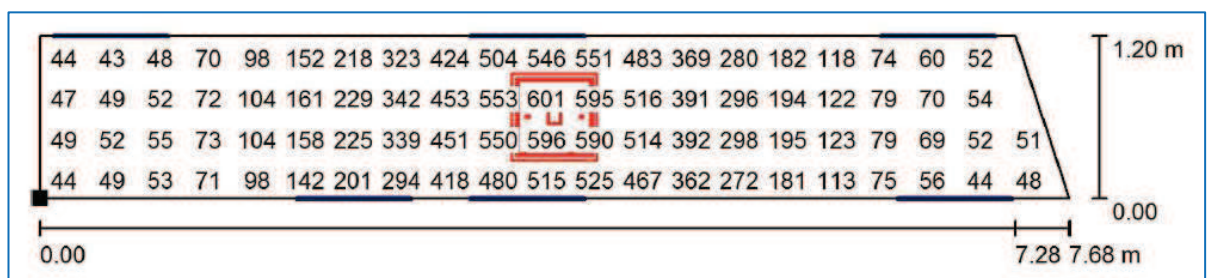 44 43 48 70 98 152 218 323 424 504 546 551 483 369 280 182 118 74 60 52
1.20 m
47 49 52 72 104 161 229 342 453 553 601 595 516 391 296 194 122 79 70 54
49 52 55 73 104 158 225 339 451 550 596 590 514 392 298 195 123 79 69 52 51
44 49 53 71 98 142 201 294 418 480 515 525 467 362 272 181 113 75 56 44 48
0.00
0.00 7.28 7.68 m